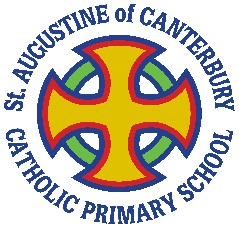 St. AUGUSTINE of CANTERBURY
CATHOLIC PRIMARY SCHOOL